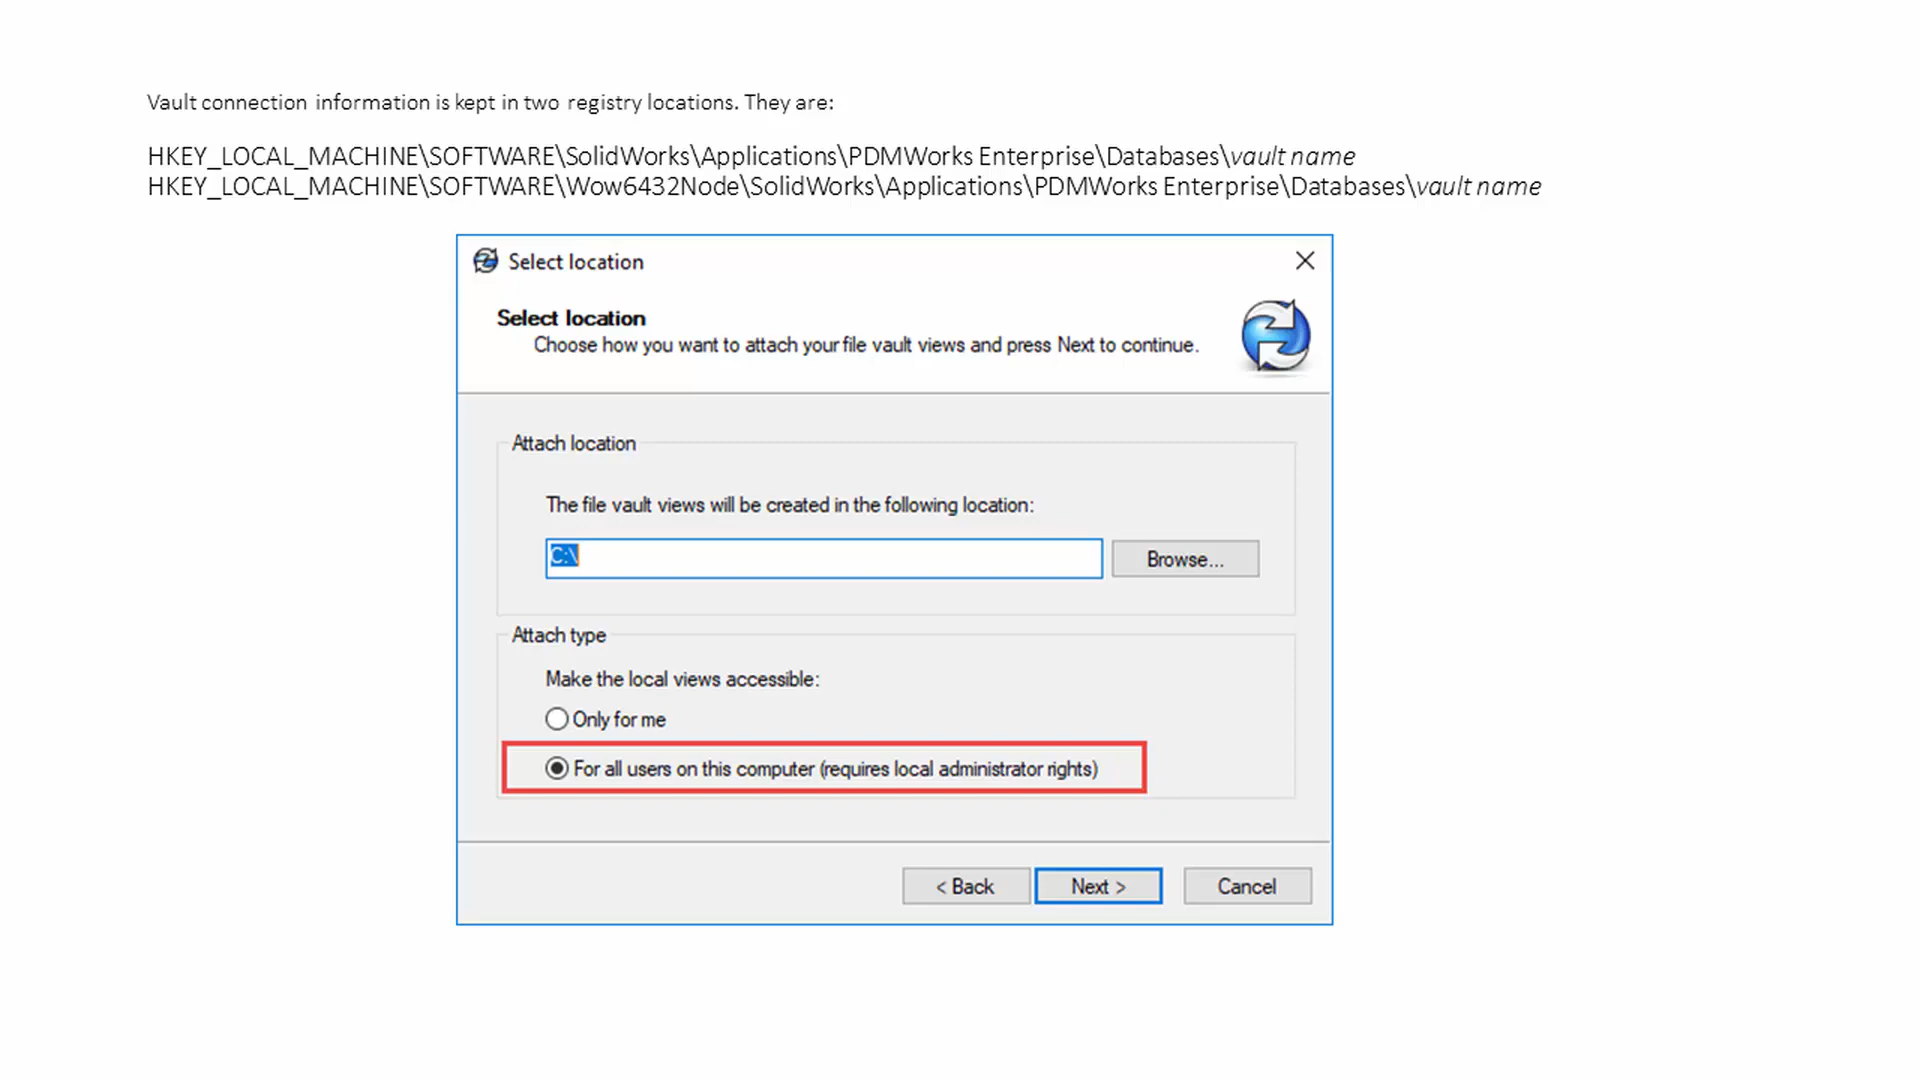 Vault connection information is kept in two registry locations. They are:
HKEY_LOCAL_MACHINE\SOFTWARE\SolidWorks\Applications\PDMWorks Enterprise\Databases\vault name
HKEY_LOCAL_MACHINE\SOFTWARE\Wow6432Node\SolidWorks\Applications\PDMWorks Enterprise\Databases\vault name
Select location
Select location
Choose how you want to attach your file vault views and press Next to continue.
Attach location
The file vault views will be created in the following location:
C:\
Browse...
Attach type
Make the local views accessible:
Only for me
For all users on this computer (requires local administrator rights)
< Back
Next >
Cancel